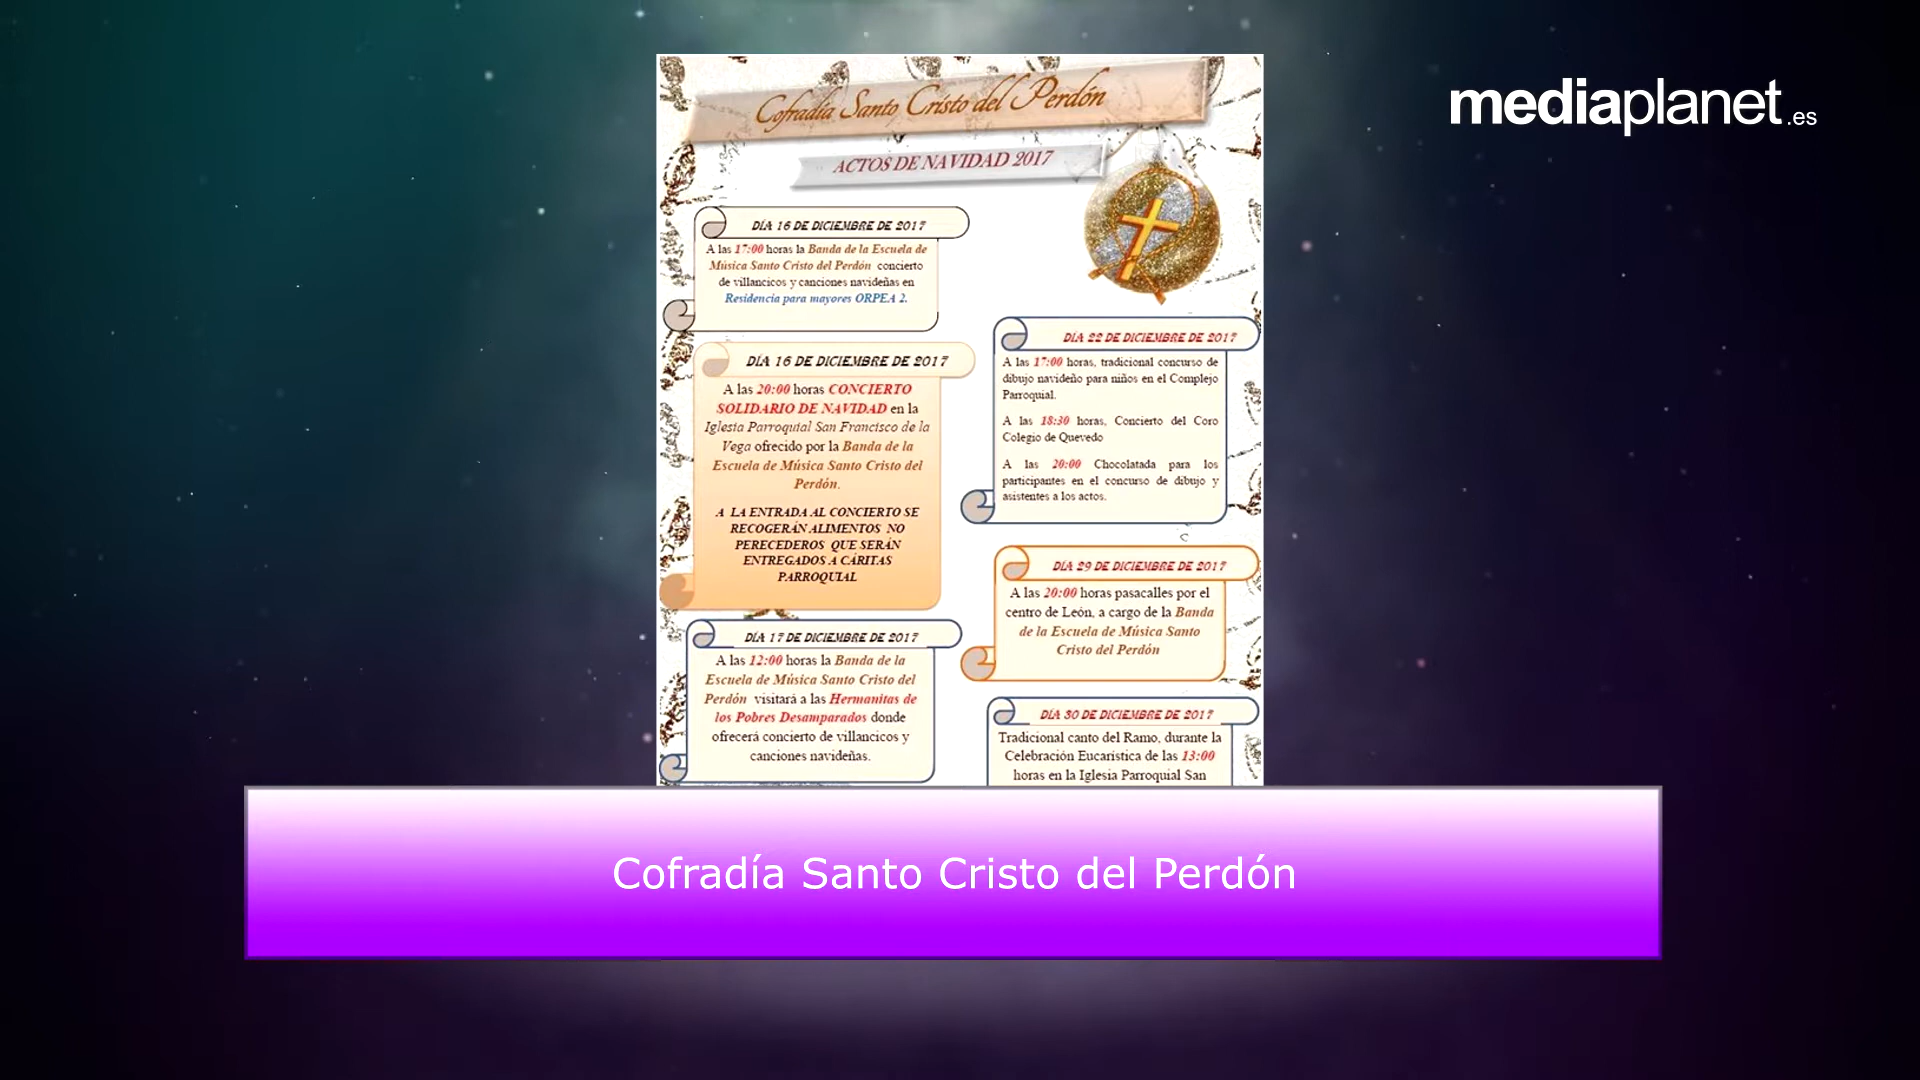 Cofradía Santo Cristo del Perdón
ACTOS DE NAVIDAD 2017
DÍA 16 DE DICIEMBRE DE 2017
A las 17:00 horas la Banda de la Escuela de
Música Santo Cristo del Perdón concierto
de villancicos y canciones navideñas en
Residencia para mayores ORPEA 2.
DÍA 16 DE DICIEMBRE DE 2017
A las 20:00 horas CONCIERTO
SOLIDARIO DE NAVIDAD en la
Iglesia Parroquial San Francisco de la
Vega ofrecido por la Banda de la
Escuela de Música Santo Cristo del
Perdón.
A LA ENTRADA AL CONCIERTO SE
RECOGERÁN ALIMENTOS NO
PERECEDEROS QUE SERÁN
ENTREGADOS A CÁRITAS
PARROQUIAL
DÍA 17 DE DICIEMBRE DE 2017
A las 12:00 horas la Banda de la
Escuela de Música Santo Cristo del
Perdón visitará a las Hermanitas de
los Pobres Desamparados donde
ofrecerá concierto de villancicos y
canciones navideñas.
DÍA 22 DE DICIEMBRE DE 2017
A las 17:00 horas, tradicional concurso de
dibujo navideño para niños en el Complejo
Parroquial.
A las 18:30 horas, Concierto del Coro
Colegio de Quevedo
A las 20:00 Chocolatada para los
participantes en el concurso de dibujo y
asistentes a los actos.
DÍA 29 DE DICIEMBRE DE 2017
A las 20:00 horas pasacalles por el
centro de León, a cargo de la Banda
de la Escuela de Música Santo
Cristo del Perdón
DÍA 30 DE DICIEMBRE DE 2017
Tradicional canto del Ramo, durante la
Celebración Eucarística de las 13:00
horas en la Iglesia Parroquial San
mediaplanet.es
Cofradía Santo Cristo del Perdón